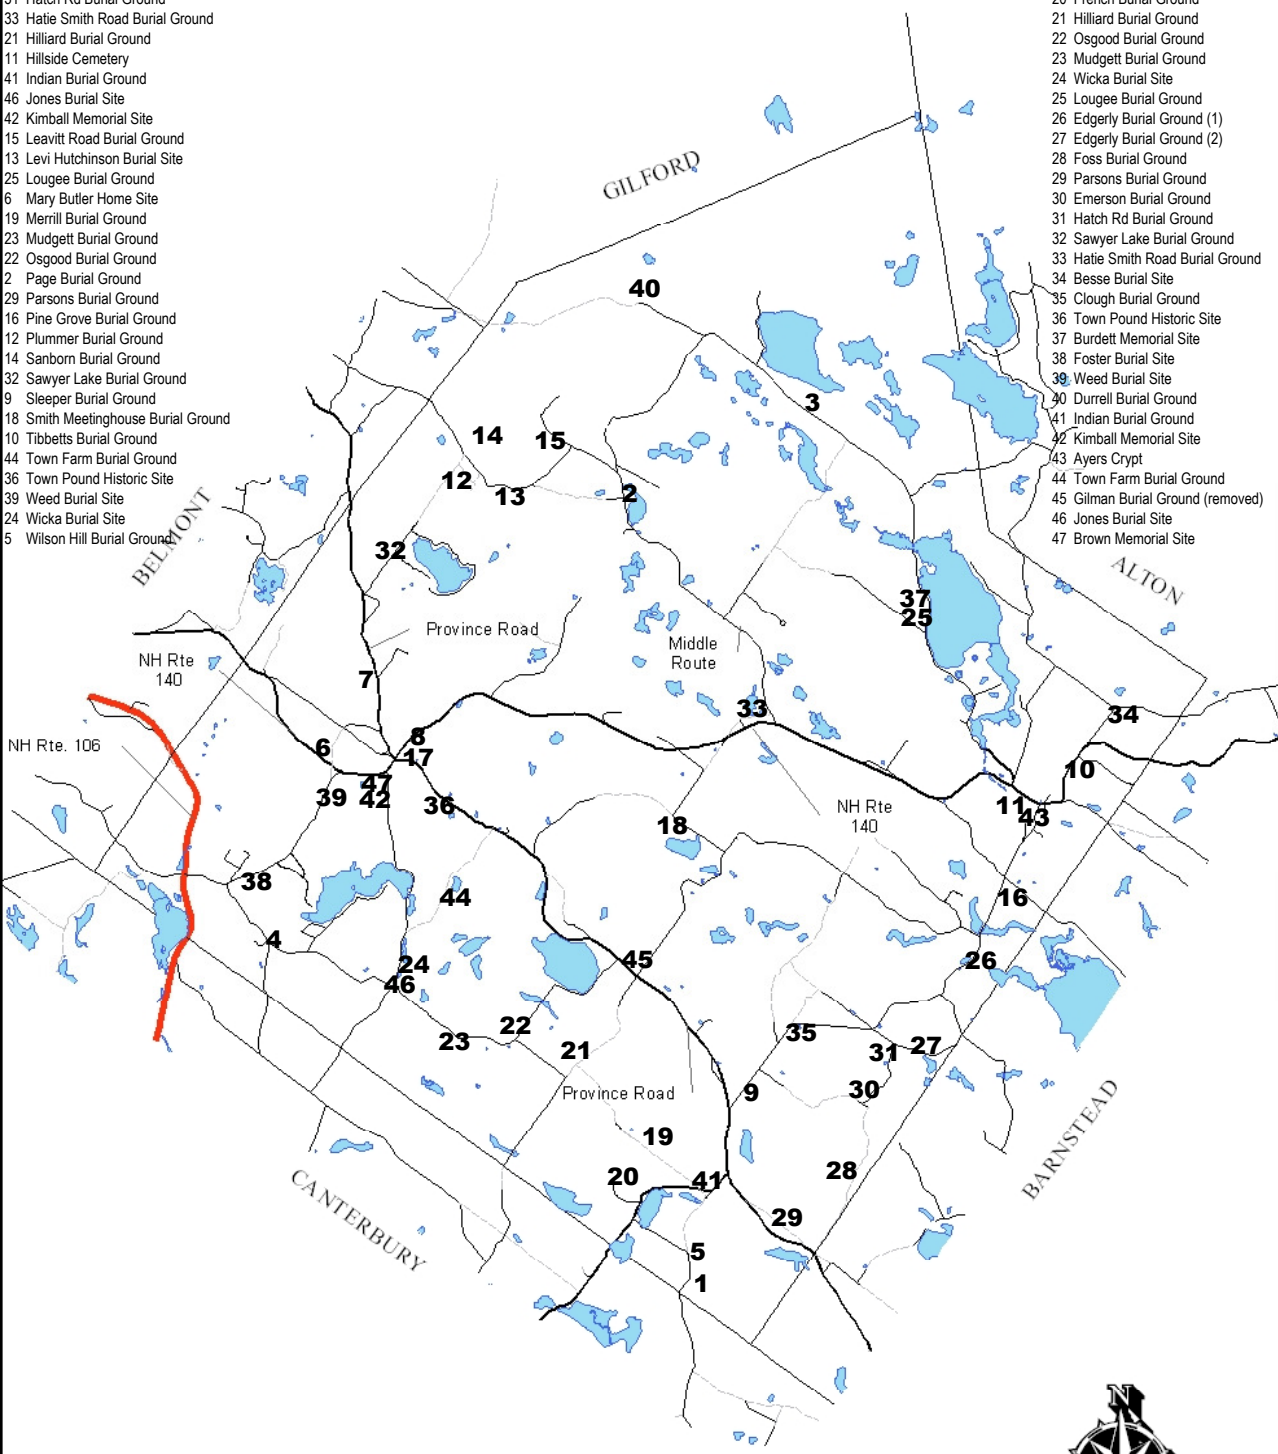 31 Hatch Rd Burial Ground
33 Hatie Smith Road Burial Ground
21 Hilliard Burial Ground
11 Hillside Cemetery
41 Indian Burial Ground
46 Jones Burial Site
42 Kimball Memorial Site
15 Leavitt Road Burial Ground
13 Levi Hutchinson Burial Site
25 Lougee Burial Ground
6 Mary Butler Home Site
19 Merrill Burial Ground
23 Mudgett Burial Ground
22 Osgood Burial Ground
2 Page Burial Ground
29 Parsons Burial Ground
16 Pine Grove Burial Ground
12 Plummer Burial Ground
14 Sanborn Burial Ground
32 Sawyer Lake Burial Ground
9 Sleeper Burial Ground
18 Smith Meetinghouse Burial Ground
10 Tibbetts Burial Ground
44 Town Farm Burial Ground
36 Town Pound Historic Site
39 Weed Burial Site
24 Wicka Burial Site
5 Wilson Hill Burial Ground
20 French Burial Ground
21 Hilliard Burial Ground
22 Osgood Burial Ground
23 Mudgett Burial Ground
24 Wicka Burial Site
25 Lougee Burial Ground
26 Edgerly Burial Ground (1)
27 Edgerly Burial Ground (2)
28 Foss Burial Ground
29 Parsons Burial Ground
30 Emerson Burial Ground
31 Hatch Rd Burial Ground
32 Sawyer Lake Burial Ground
33 Hatie Smith Road Burial Ground
34 Besse Burial Site
35 Clough Burial Ground
36 Town Pound Historic Site
37 Burdett Memorial Site
38 Foster Burial Site
39 Weed Burial Site
40 Durrell Burial Ground
41 Indian Burial Ground
42 Kimball Memorial Site
43 Ayers Crypt
44 Town Farm Burial Ground
45 Gilman Burial Ground (removed)
46 Jones Burial Site
47 Brown Memorial Site
GILFORD
40
3
14
15
12
13
2
BELMONT
32
ALTON
37
25
Province Road
Middle
Route
NH Rte
140
7
33
34
NH Rte. 106
6
8
17
10
47
39
42
36
11
43
NH Rte
140
18
38
44
16
4
24
45
26
46
22
35
23
21
31
27
Province Road
9
30
19
BARNSTEAD
20
41
28
CANTERBURY
29
5
1
N